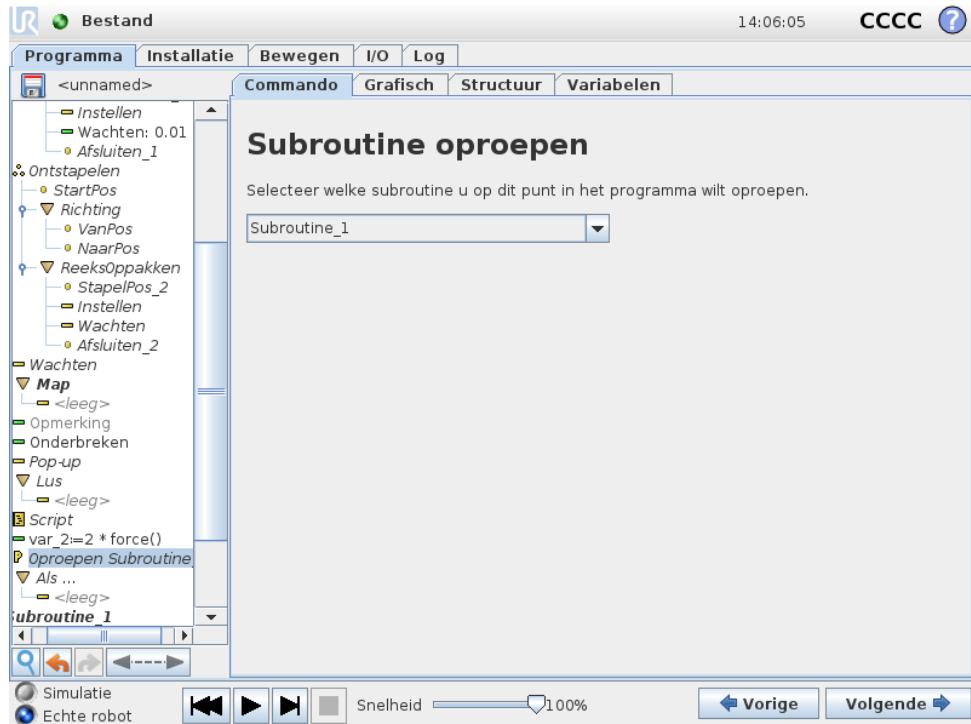 UR Bestand 14:06:05 CCCC ?
Programma Installatie Bewegen I/O Log
<unnamed>
Commando Grafisch Structuur Variabelen
Instellen
Wachten: 0.01
Afsluiten_1
Ontstapelen
StartPos
Richting
VanPos
NaarPos
ReeksOppakken
StapelPos_2
Instellen
Wachten
Afsluiten_2
Wachten
Map
<leeg>
Opmerking
Onderbreken
Pop-up
Lus
<leeg>
Script
var_2:=2 * force()
Oproepen Subroutine
Als ...
<leeg>
ubroutine_1
Subroutine oproepen
Selecteer welke subroutine u op dit punt in het programma wilt oproepen.
Subroutine_1
Simulatie
Echte robot
Snelheid 100%
Vorige Volgende